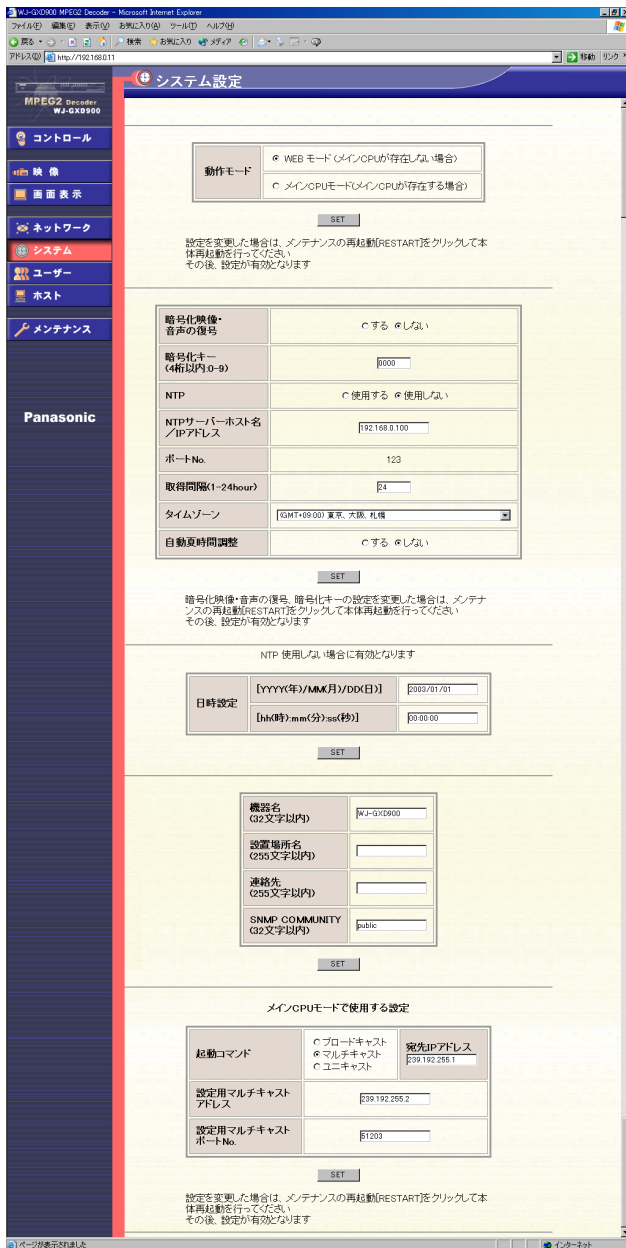 WJ-GXD900 MPEG2 Decoder - Microsoft Internet Explorer
ファイル(F) 編集(E) 表示(V) お気に入り(A) ツール(T) ヘルプ(H)
戻る 検索 お気に入り メディア
アドレス(D) http://192.168.0.11 移動 リンク
MPEG2 Decoder
WJ-GXD900
コントロール
映 像
画 面 表 示
ネットワーク
システム
ユーザー
ホスト
メンテナンス
Panasonic
システム設定
動作モード
WEB モード(メインCPUが存在しない場合)
メインCPUモード(メインCPUが存在する場合)
SET
設定を変更した場合は、メンテナンスの再起動[RESTART]をクリックして本
体再起動を行ってください
その後、設定が有効となります
暗号化映像・
音声の復号
する しない
暗号化キー
(4桁以内:0-9)
0000
NTP
使用する 使用しない
NTPサーバーホスト名
／IPアドレス
192.168.0.100
ポートNo.
123
取得間隔(1-24hour)
24
タイムゾーン
(GMT+09:00) 東京、大阪、札幌
自動夏時間調整
する しない
SET
暗号化映像・音声の復号、暗号化キーの設定を変更した場合は、メンテナ
ンスの再起動[RESTART]をクリックして本体再起動を行ってください
その後、設定が有効となります
NTP 使用しない場合に有効となります
日時設定
[YYYY(年)/MM(月)/DD(日)]
2003/01/01
[hh(時):mm(分):ss(秒)]
00:00:00
SET
機器名
(32文字以内)
WJ-GXD900
設置場所名
(255文字以内)
連絡先
(255文字以内)
SNMP COMMUNITY
(32文字以内)
public
SET
メインCPUモードで使用する設定
起動コマンド
ブロードキャスト
マルチキャスト
ユニキャスト
宛先IPアドレス
239.192.255.1
設定用マルチキャスト
アドレス
239.192.255.2
設定用マルチキャスト
ポートNo.
51203
SET
設定を変更した場合は、メンテナンスの再起動[RESTART]をクリックして本
体再起動を行ってください
その後、設定が有効となります
ページが表示されました
インターネット